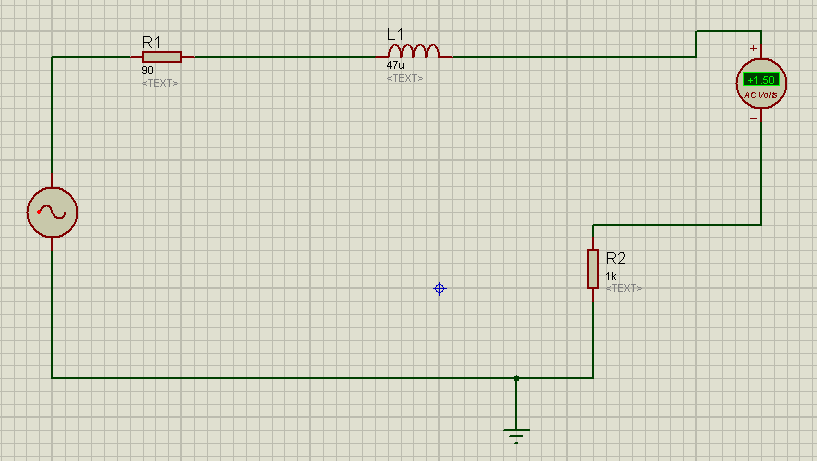 R1
90
<TEXT>
L1
47u
<TEXT>
+
+1.50
AC Volts
−
R2
1k
<TEXT>